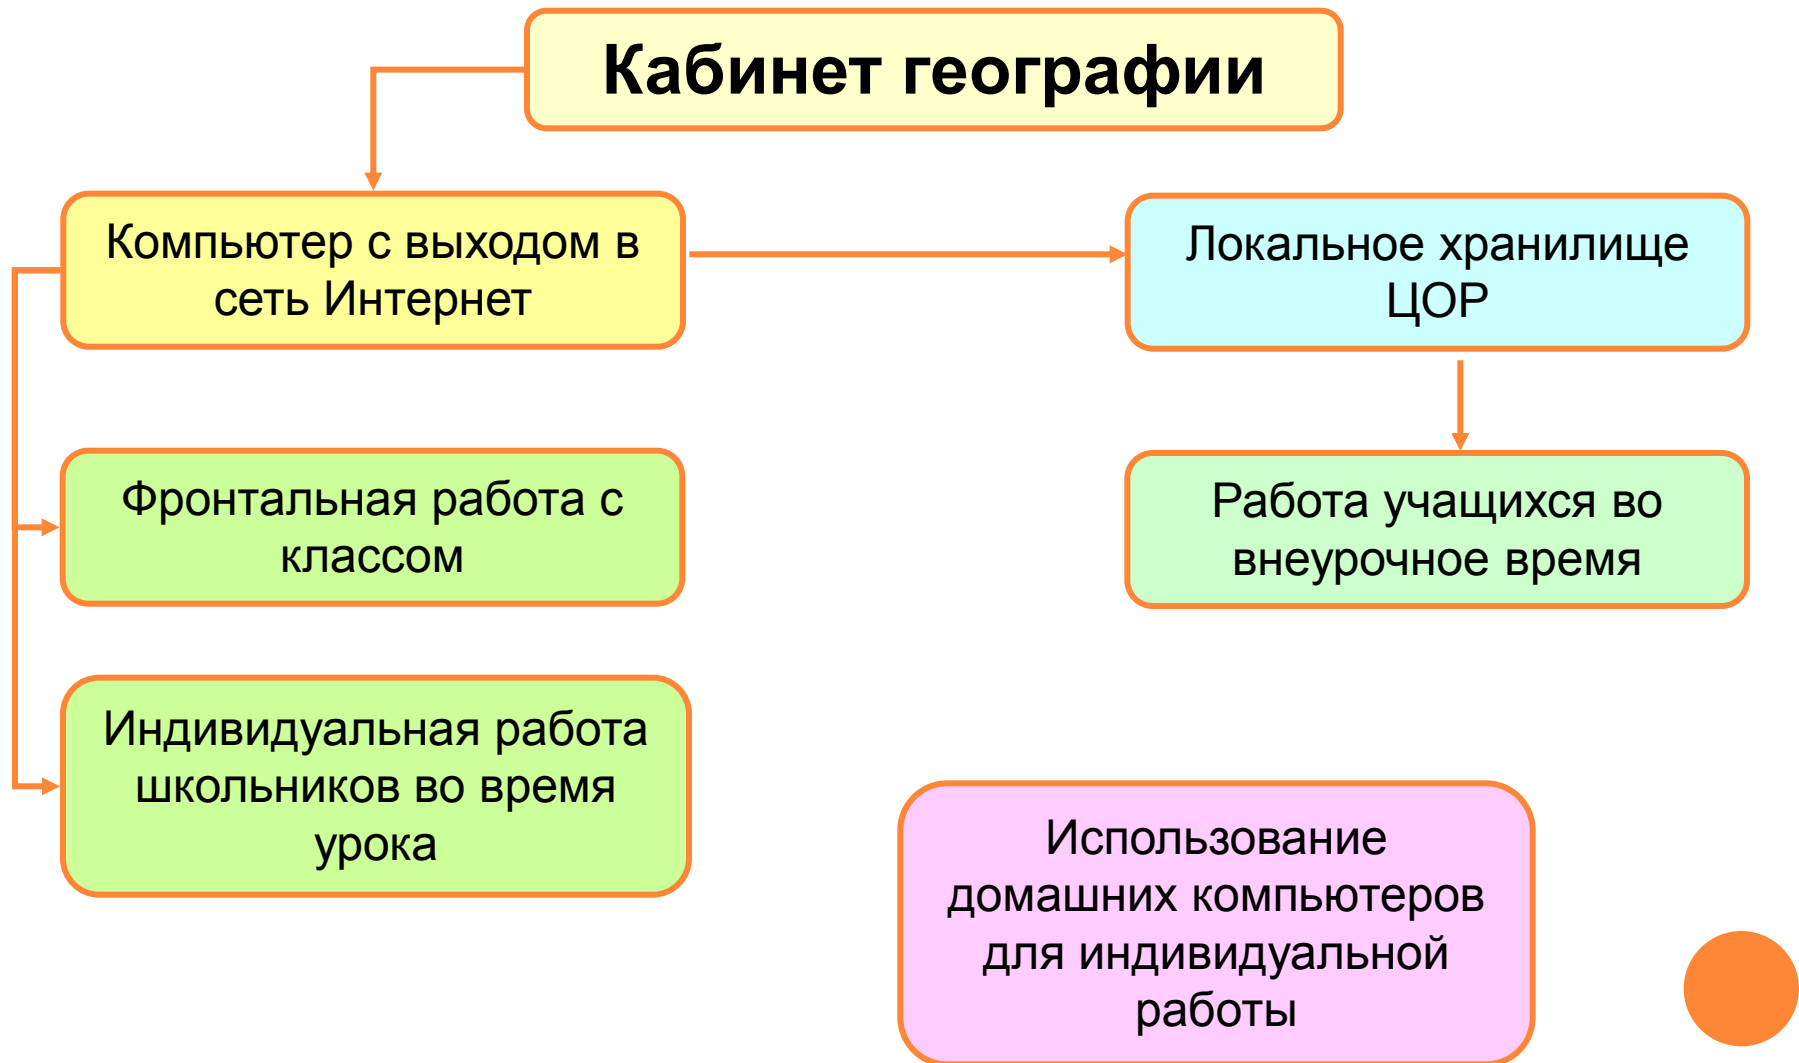 Кабинет географии
Компьютер с выходом в
сеть Интернет
Локальное хранилище
ЦОР
Фронтальная работа с
классом
Работа учащихся во
внеурочное время
Индивидуальная работа
школьников во время
урока
Использование
домашних компьютеров
для индивидуальной
работы